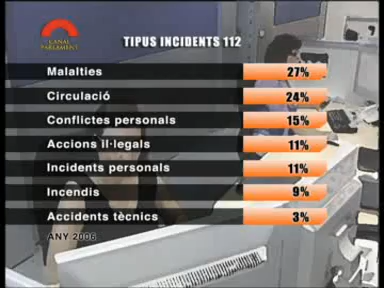 CANAL
PARLAMENT
TIPUS INCIDENTS 112
Malalties 27%
Circulació 24%
Conflictes personals 15%
Accions il·legals 11%
Incidents personals 11%
Incendis 9%
Accidents tècnics 3%
ANY 2006